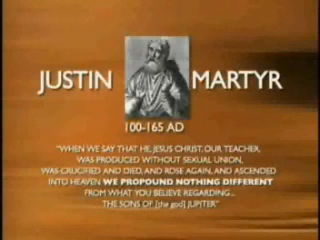 JUSTIN MARTYR
100-165 AD
"WHEN WE SAY THAT HE, JESUS CHRIST, OUR TEACHER,
WAS PRODUCED WITHOUT SEXUAL UNION,
WAS CRUCIFIED AND DIED, AND ROSE AGAIN, AND ASCENDED
INTO HEAVEN, WE PROPOUND NOTHING DIFFERENT
FROM WHAT YOU BELIEVE REGARDING...
THE SONS OF [the god] JUPITER"